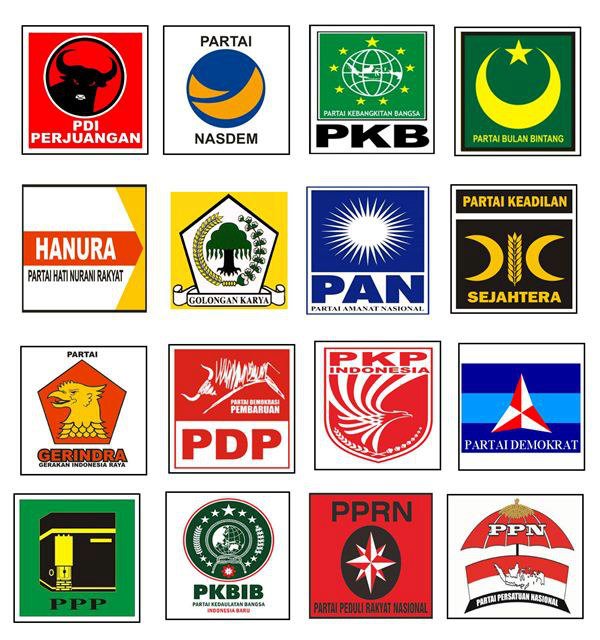 PDI
PERJUANGAN
PARTAI
NASDEM
PARTAI KEBANGKITAN BANGSA
PKB
PARTAI BULAN BINTANG
HANURA
PARTAI HATI NURANI RAKYAT
GOLONGAN KARYA
PAN
PARTAI AMANAT NASIONAL
PARTAI KEADILAN
SEJAHTERA
PARTAI
GERINDRA
GERAKAN INDONESIA RAYA
PARTAI DEMOKRASI
PEMBARUAN
PDP
PKP
INDONESIA
PARTAI DEMOKRAT
PPP
PKBIB
PARTAI KEDAULATAN BANGSA
INDONESIA BARU
PPRN
PARTAI PEDULI RAKYAT NASIONAL
PPN
PARTAI PERSATUAN NASIONAL